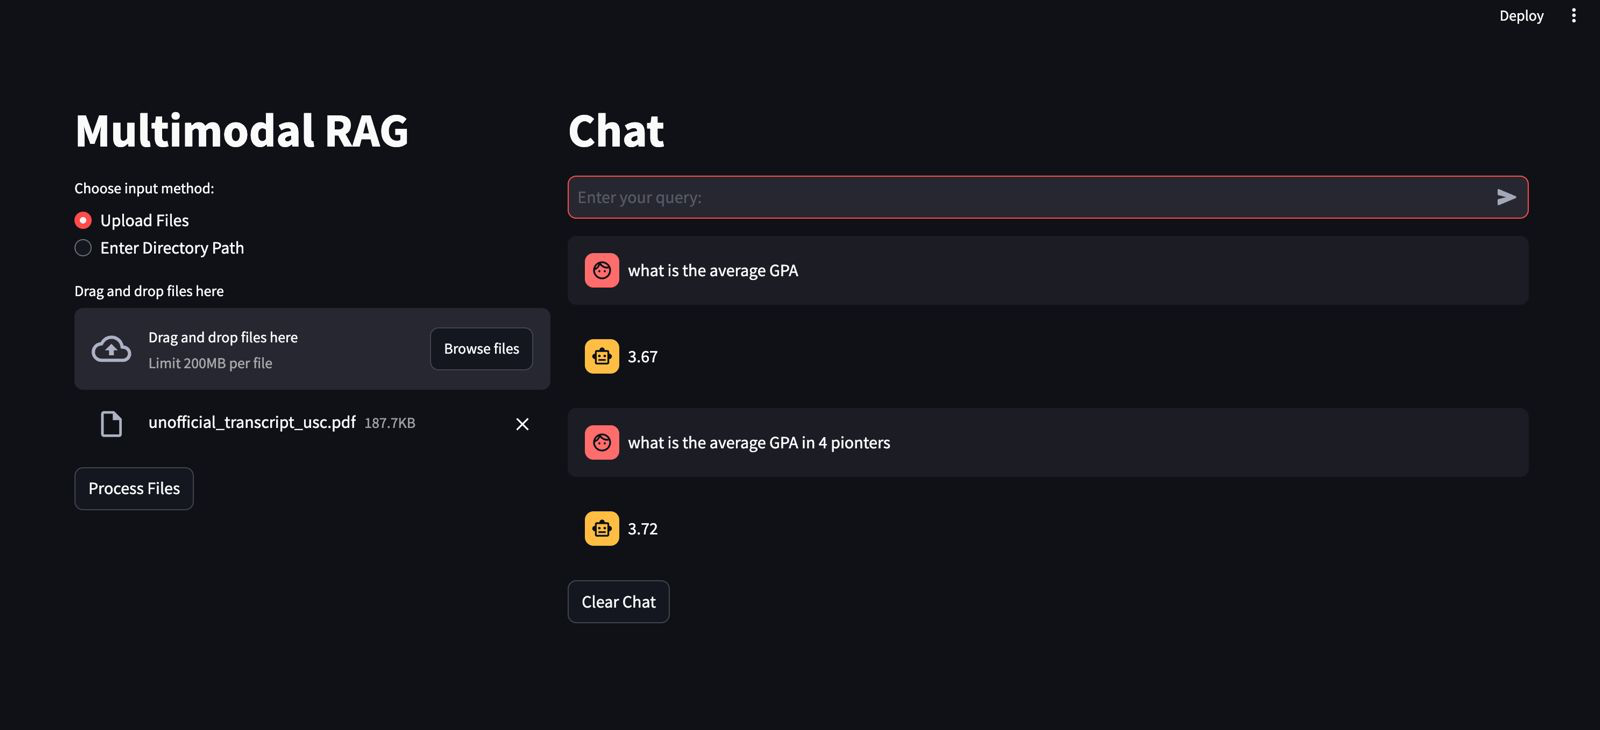 Deploy
Multimodal RAG
Choose input method:
Upload Files
Enter Directory Path
Drag and drop files here
Drag and drop files here
Limit 200MB per file
Browse files
unofficial_transcript_usc.pdf 187.7KB
Process Files
Chat
Enter your query:
what is the average GPA
3.67
what is the average GPA in 4 pionters
3.72
Clear Chat